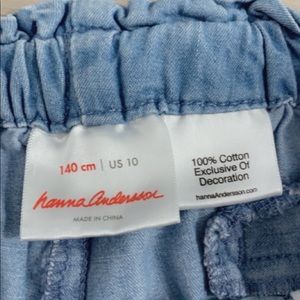 140 cm | US 10
hanna Andersson
MADE IN CHINA
100% Cotton
Exclusive Of
Decoration
hannaAndersson.com